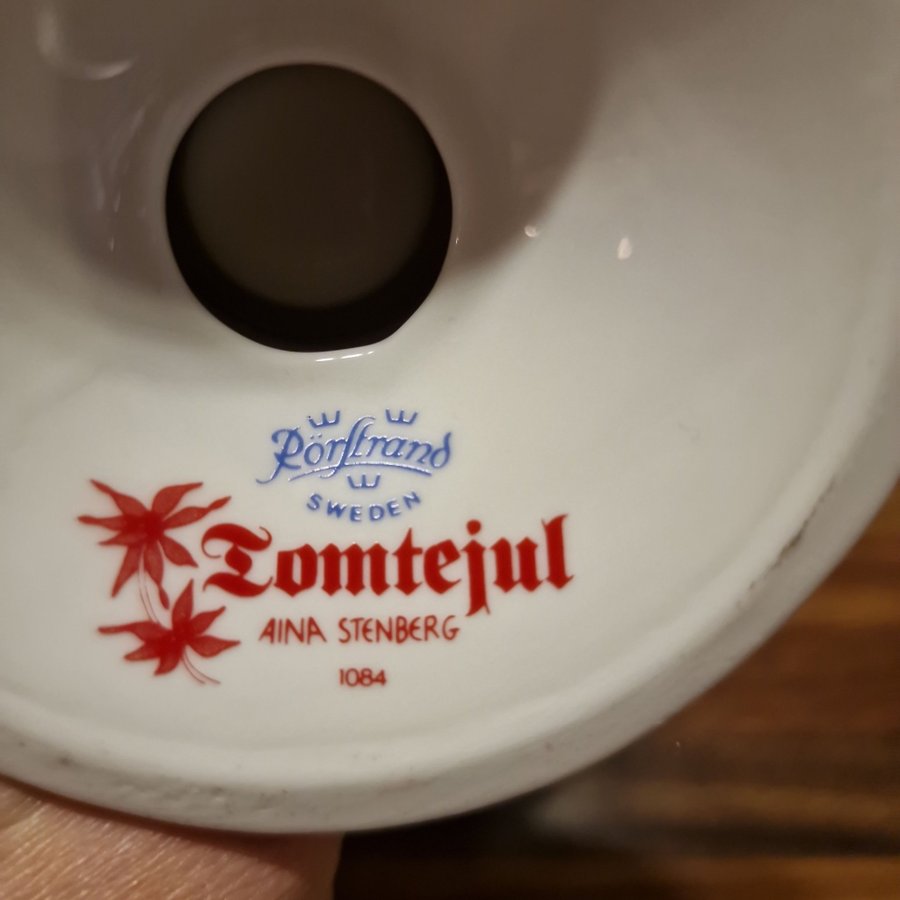 Rörstrand
SWEDEN
Tomtejul
AINA STENBERG
1084